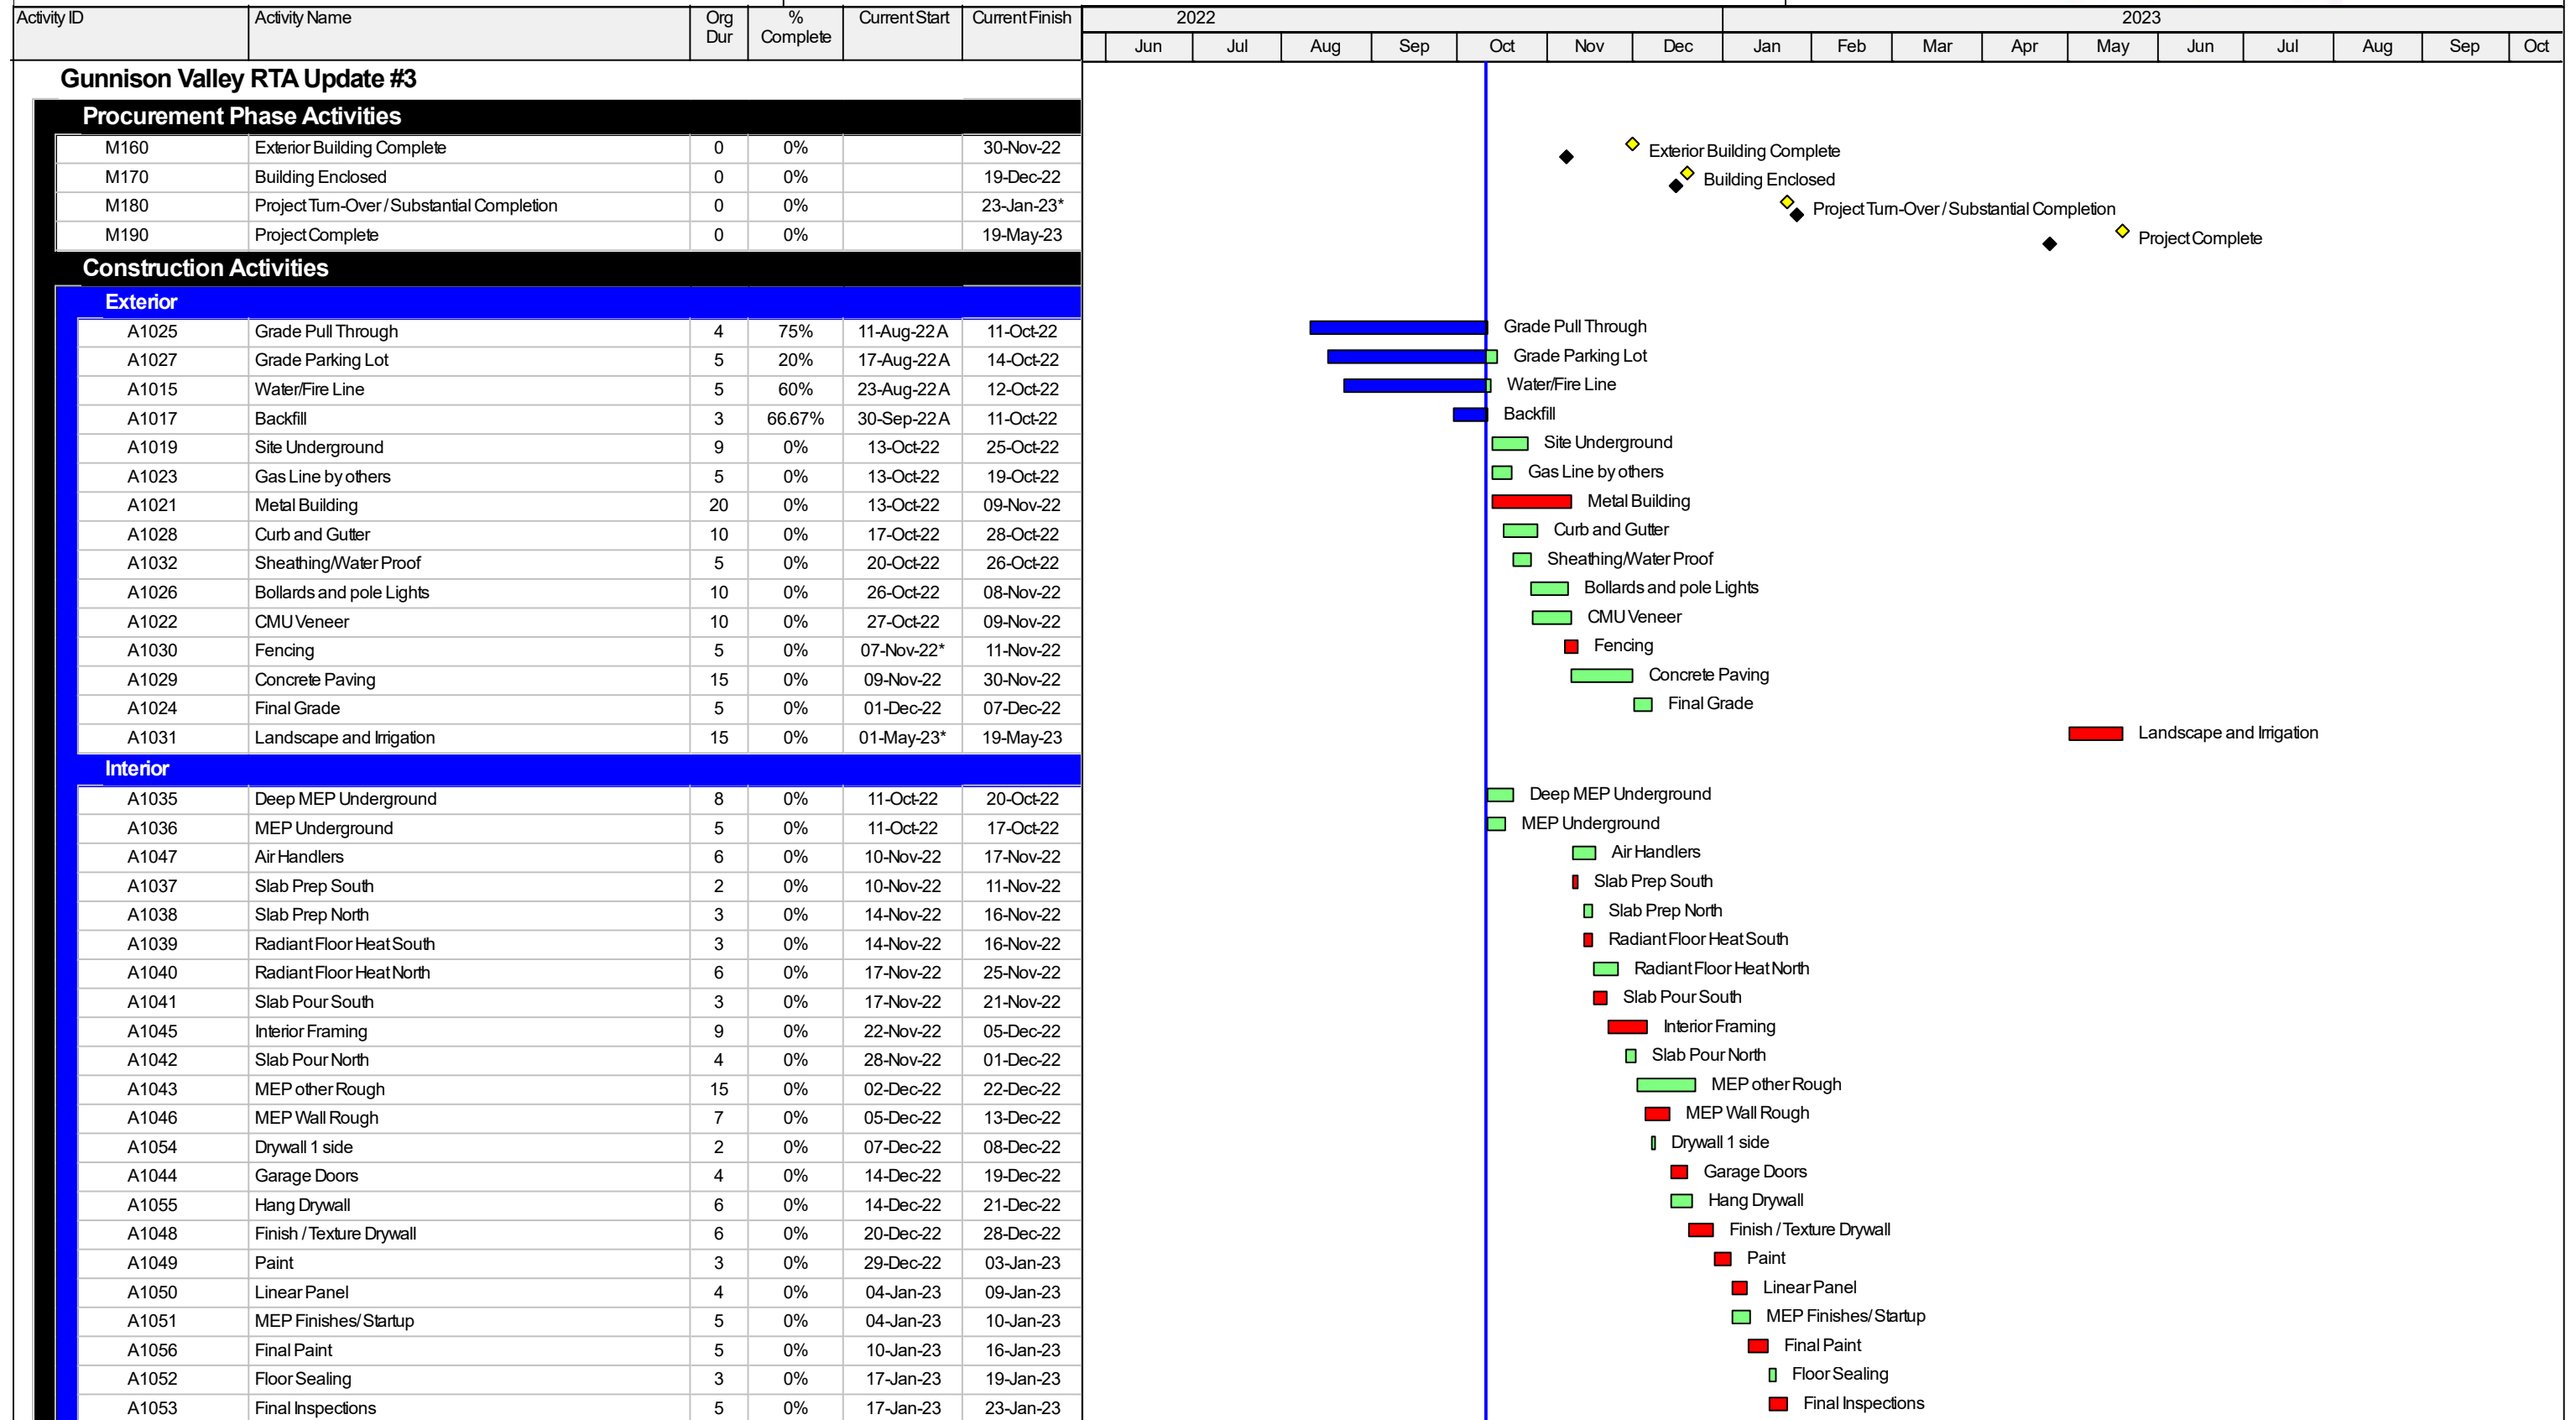 Activity ID Activity Name Org Dur % Complete Current Start Current Finish 2022 2023
Jun Jul Aug Sep Oct Nov Dec Jan Feb Mar Apr May Jun Jul Aug Sep Oct
Gunnison Valley RTA Update #3
Procurement Phase Activities
M160 Exterior Building Complete 0 0% 30-Nov-22 Exterior Building Complete
M170 Building Enclosed 0 0% 19-Dec-22 Building Enclosed
M180 Project Turn-Over / Substantial Completion 0 0% 23-Jan-23* Project Turn-Over / Substantial Completion
M190 Project Complete 0 0% 19-May-23 Project Complete
Construction Activities
Exterior
A1025 Grade Pull Through 4 75% 11-Aug-22 A 11-Oct-22 Grade Pull Through
A1027 Grade Parking Lot 5 20% 17-Aug-22 A 14-Oct-22 Grade Parking Lot
A1015 Water/Fire Line 5 60% 23-Aug-22 A 12-Oct-22 Water/Fire Line
A1017 Backfill 3 66.67% 30-Sep-22 A 11-Oct-22 Backfill
A1019 Site Underground 9 0% 13-Oct-22 25-Oct-22 Site Underground
A1023 Gas Line by others 5 0% 13-Oct-22 19-Oct-22 Gas Line by others
A1021 Metal Building 20 0% 13-Oct-22 09-Nov-22 Metal Building
A1028 Curb and Gutter 10 0% 17-Oct-22 28-Oct-22 Curb and Gutter
A1032 Sheathing/Water Proof 5 0% 20-Oct-22 26-Oct-22 Sheathing/Water Proof
A1026 Bollards and pole Lights 10 0% 26-Oct-22 08-Nov-22 Bollards and pole Lights
A1022 CMU Veneer 10 0% 27-Oct-22 09-Nov-22 CMU Veneer
A1030 Fencing 5 0% 07-Nov-22* 11-Nov-22 Fencing
A1029 Concrete Paving 15 0% 09-Nov-22 30-Nov-22 Concrete Paving
A1024 Final Grade 5 0% 01-Dec-22 07-Dec-22 Final Grade
A1031 Landscape and Irrigation 15 0% 01-May-23* 19-May-23 Landscape and Irrigation
Interior
A1035 Deep MEP Underground 8 0% 11-Oct-22 20-Oct-22 Deep MEP Underground
A1036 MEP Underground 5 0% 11-Oct-22 17-Oct-22 MEP Underground
A1047 Air Handlers 6 0% 10-Nov-22 17-Nov-22 Air Handlers
A1037 Slab Prep South 2 0% 10-Nov-22 11-Nov-22 Slab Prep South
A1038 Slab Prep North 3 0% 14-Nov-22 16-Nov-22 Slab Prep North
A1039 Radiant Floor Heat South 3 0% 14-Nov-22 16-Nov-22 Radiant Floor Heat South
A1040 Radiant Floor Heat North 6 0% 17-Nov-22 25-Nov-22 Radiant Floor Heat North
A1041 Slab Pour South 3 0% 17-Nov-22 21-Nov-22 Slab Pour South
A1045 Interior Framing 9 0% 22-Nov-22 05-Dec-22 Interior Framing
A1042 Slab Pour North 4 0% 28-Nov-22 01-Dec-22 Slab Pour North
A1043 MEP other Rough 15 0% 02-Dec-22 22-Dec-22 MEP other Rough
A1046 MEP Wall Rough 7 0% 05-Dec-22 13-Dec-22 MEP Wall Rough
A1054 Drywall 1 side 2 0% 07-Dec-22 08-Dec-22 Drywall 1 side
A1044 Garage Doors 4 0% 14-Dec-22 19-Dec-22 Garage Doors
A1055 Hang Drywall 6 0% 14-Dec-22 21-Dec-22 Hang Drywall
A1048 Finish / Texture Drywall 6 0% 20-Dec-22 28-Dec-22 Finish / Texture Drywall
A1049 Paint 3 0% 29-Dec-22 03-Jan-23 Paint
A1050 Linear Panel 4 0% 04-Jan-23 09-Jan-23 Linear Panel
A1051 MEP Finishes/ Startup 5 0% 04-Jan-23 10-Jan-23 MEP Finishes/ Startup
A1056 Final Paint 5 0% 10-Jan-23 16-Jan-23 Final Paint
A1052 Floor Sealing 3 0% 17-Jan-23 19-Jan-23 Floor Sealing
A1053 Final Inspections 5 0% 17-Jan-23 23-Jan-23 Final Inspections